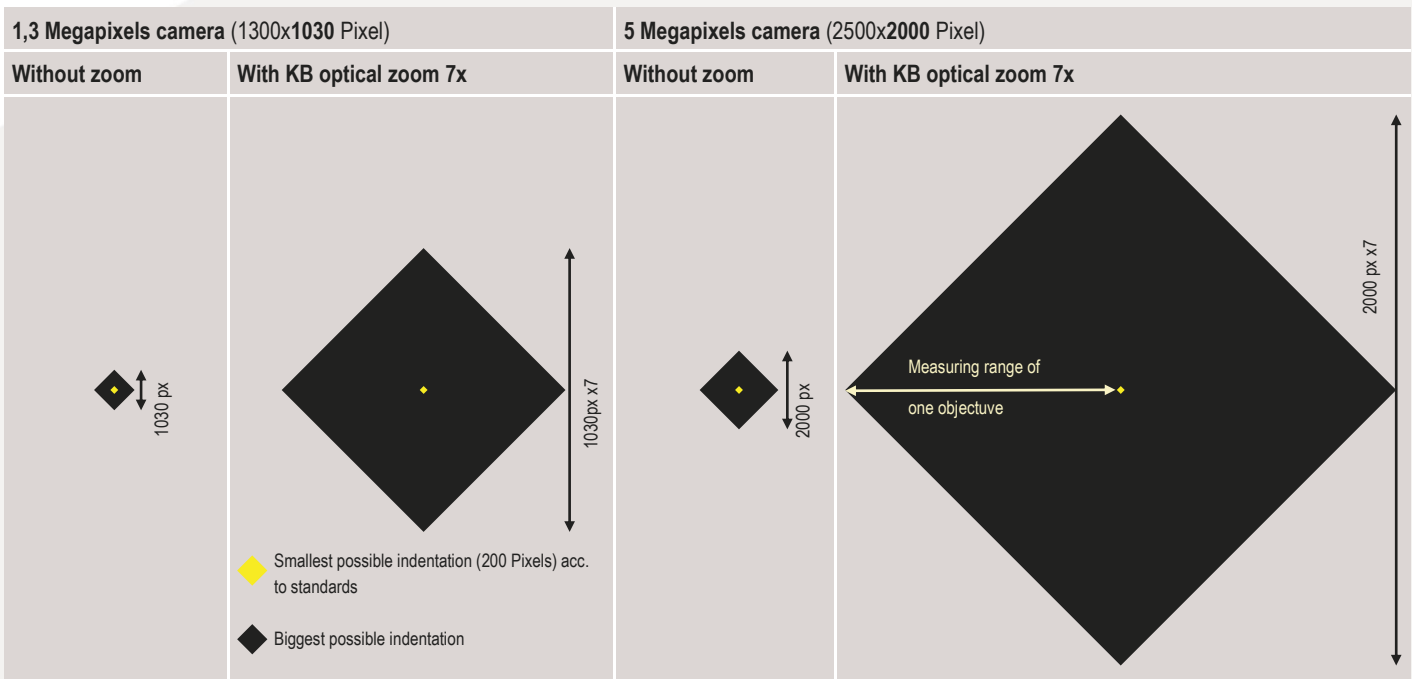 1,3 Megapixels camera (1300x1030 Pixel)
5 Megapixels camera (2500x2000 Pixel)
Without zoom
With KB optical zoom 7x
Without zoom
With KB optical zoom 7x
1030 px
1030px x7
2000 px
2000 px x7
Measuring range of
one objectuve
Smallest possible indentation (200 Pixels) acc.
to standards
Biggest possible indentation